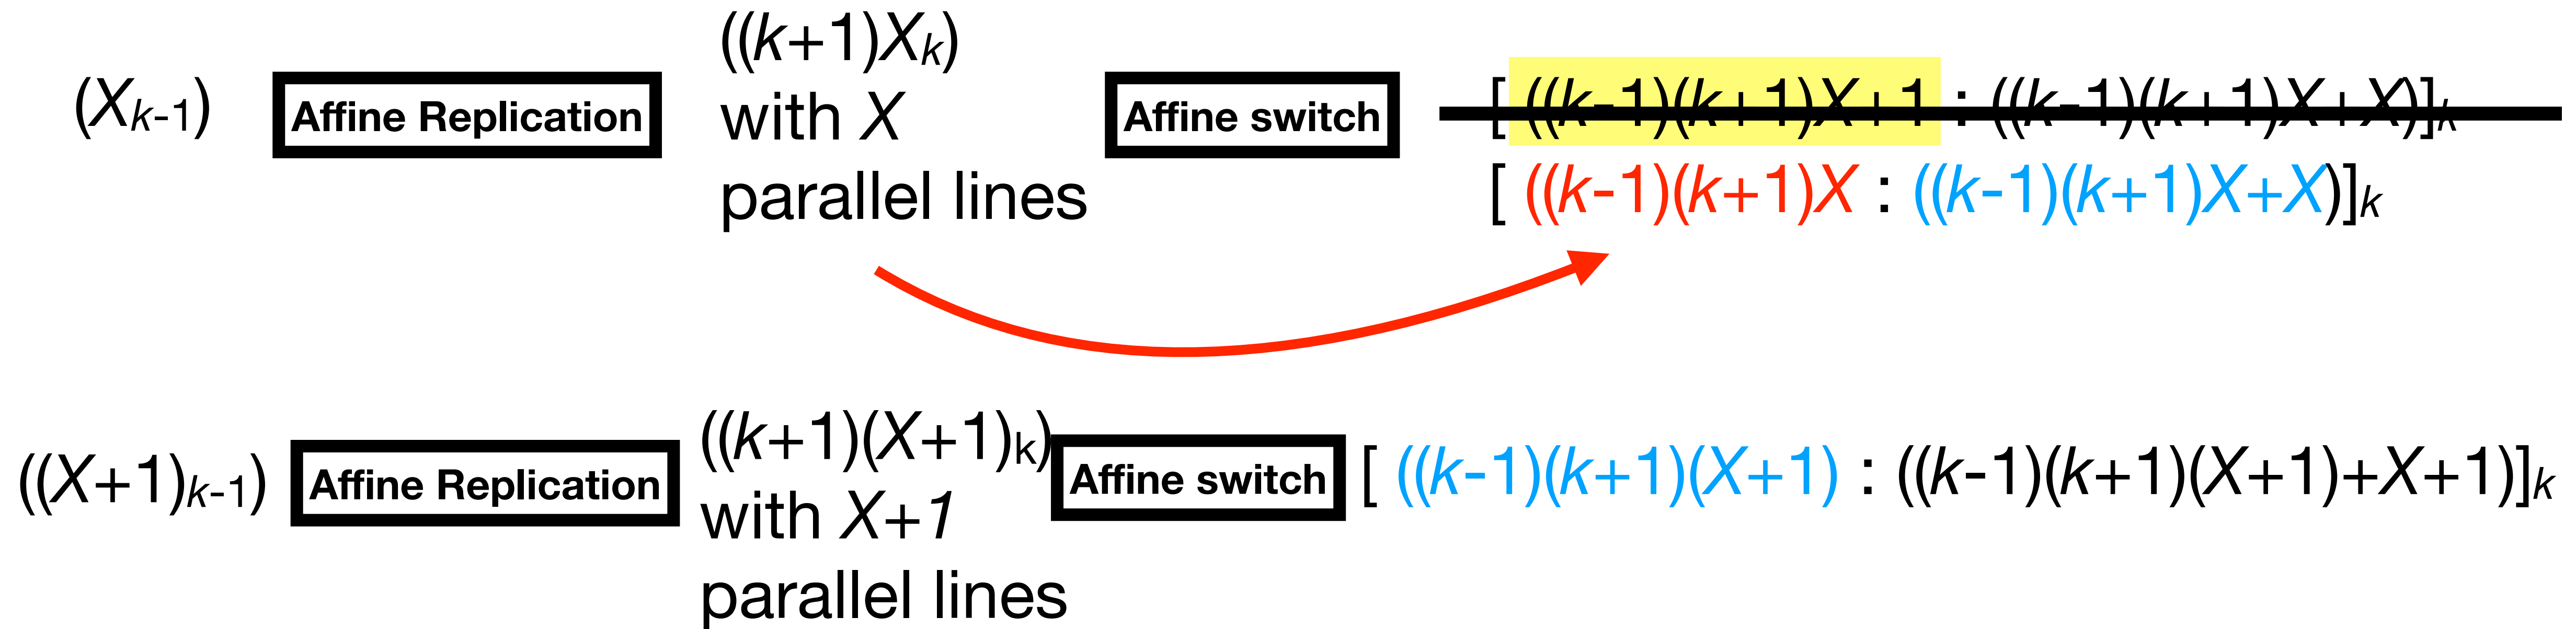 (Xk-1)
Affine Replication
((k+1)Xk)
with X
parallel lines
Affine switch
[ ((k-1)(k+1)X+1 : ((k-1)(k+1)X+X)]k
[ ((k-1)(k+1)X : ((k-1)(k+1)X+X)]k
((X+1)k-1)
Affine Replication
((k+1)(X+1)k)
with X+1
parallel lines
Affine switch
[ ((k-1)(k+1)(X+1) : ((k-1)(k+1)(X+1)+X+1)]k